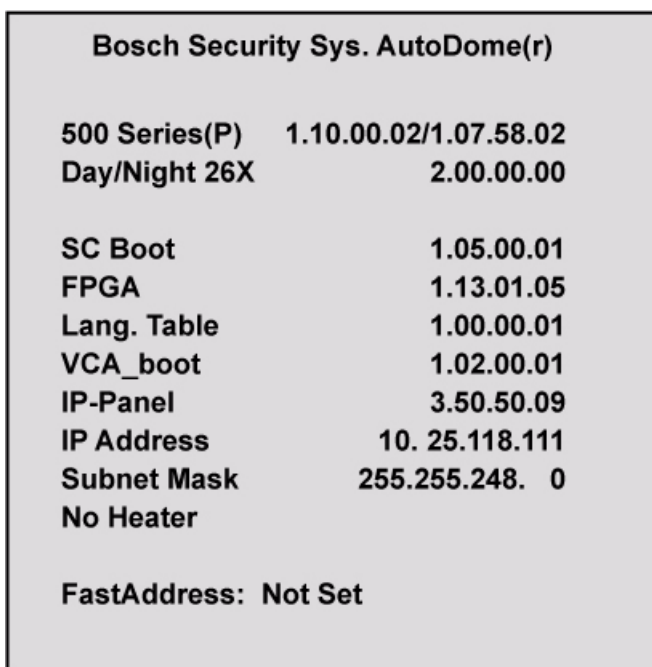 Bosch Security Sys. AutoDome(r)
500 Series(P) 1.10.00.02/1.07.58.02
Day/Night 26X 2.00.00.00
SC Boot 1.05.00.01
FPGA 1.13.01.05
Lang. Table 1.00.00.01
VCA_boot 1.02.00.01
IP-Panel 3.50.50.09
IP Address 10. 25.118.111
Subnet Mask 255.255.248. 0
No Heater
FastAddress: Not Set